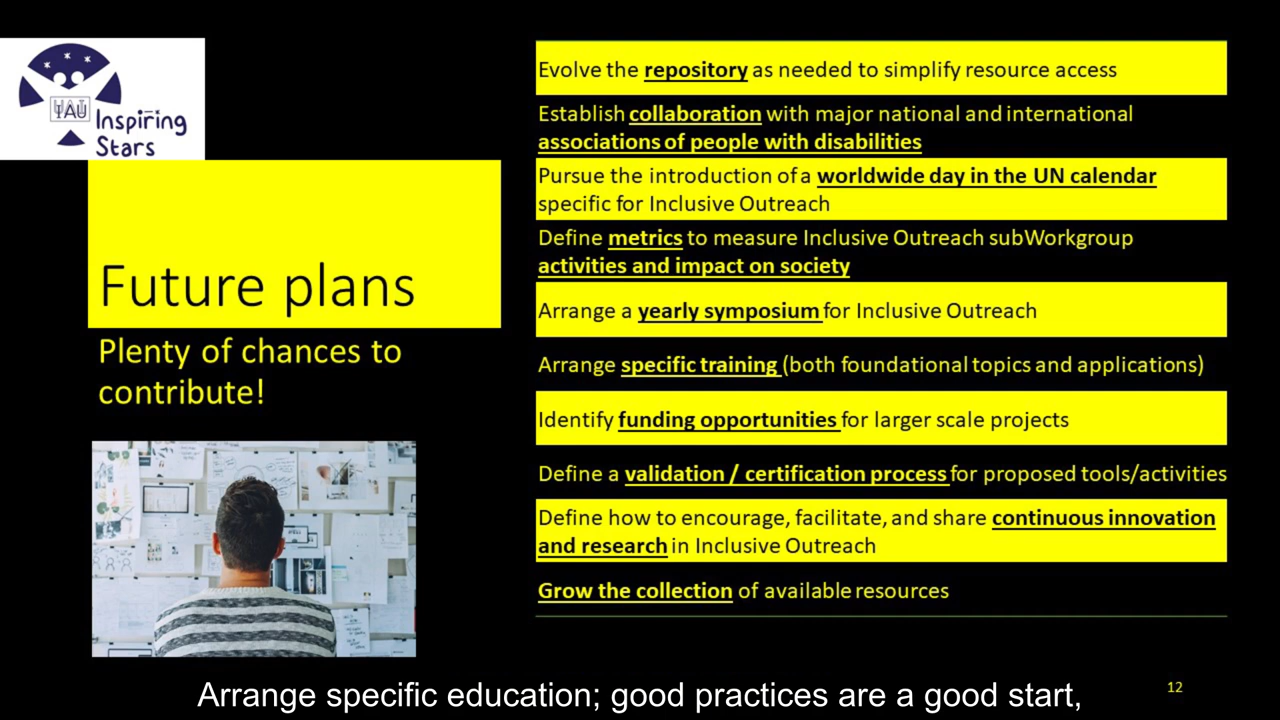 IAU
Inspiring
Stars
Future plans
Plenty of chances to
contribute!
Evolve the repository as needed to simplify resource access
Establish collaboration with major national and international
associations of people with disabilities
Pursue the introduction of a worldwide day in the UN calendar
specific for Inclusive Outreach
Define metrics to measure Inclusive Outreach subWorkgroup
activities and impact on society
Arrange a yearly symposium for Inclusive Outreach
Arrange specific training (both foundational topics and applications)
Identify funding opportunities for larger scale projects
Define a validation / certification process for proposed tools/activities
Define how to encourage, facilitate, and share continuous innovation
and research in Inclusive Outreach
Grow the collection of available resources
Arrange specific education; good practices are a good start,
12